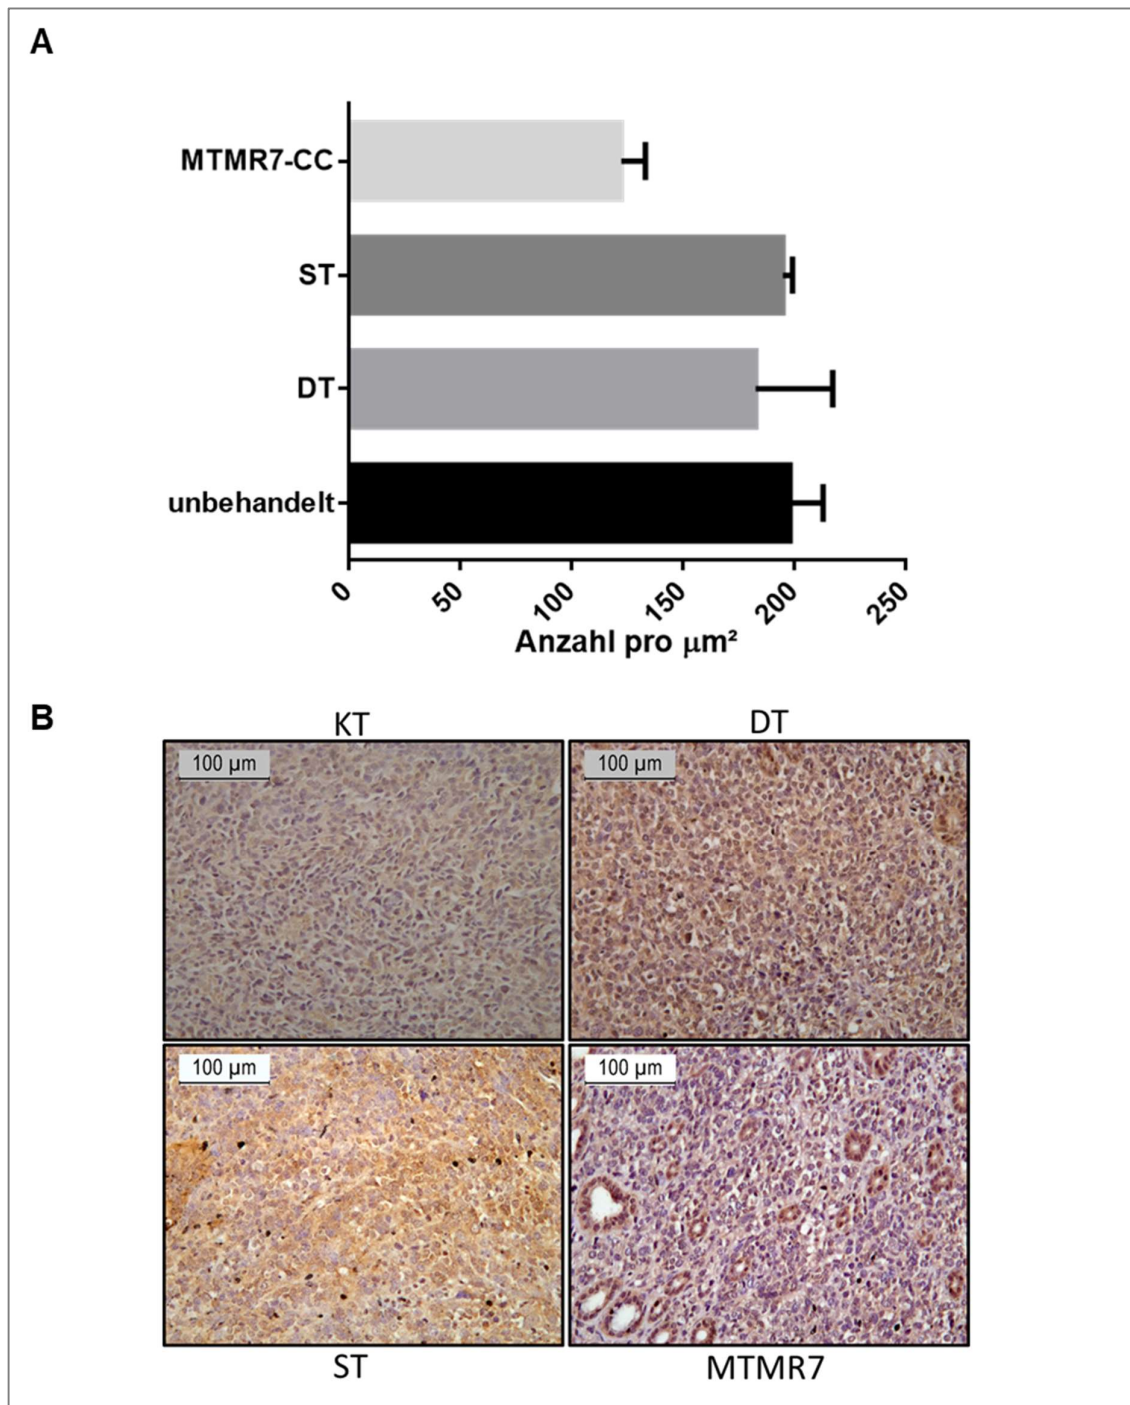 A
MTMR7-CC
ST
DT
unbehandelt
0 50 100 150 200 250
Anzahl pro µm²
B
KT DT
100 µm 100 µm
100 µm 100 µm
ST MTMR7